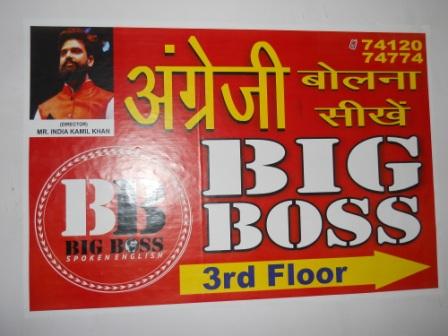 74120
74774
अंग्रेजी बोलना
सीखें
(DIRECTOR)
MR. INDIA KAMIL KHAN
BIG
BOSS
BB
BIG BOSS
SPOKEN ENGLISH
3rd Floor